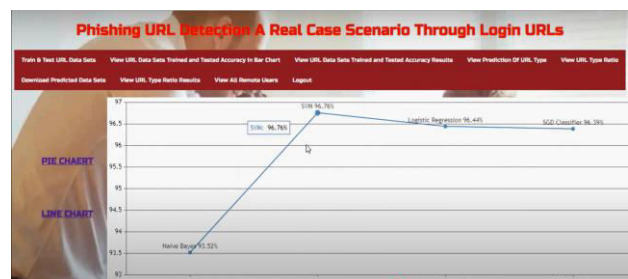 Phishing URL Detection A Real Case Scenario Through Login URLs
Train & Test URL Data Sets View URL Data Sets Trained and Tested Accuracy in Bar Chart View URL Data Sets Trained and Tested Accuracy Results View Prediction Of URL Type View URL Type Ratio
Download Predicted Data Sets View URL Type Ratio Results View All Remote Users Logout
97
SVM 96.76%
96.5
SVM: 96.76%
Logistic Regression 96.44%
SGD Classifier 96.39%
96
PIE CHAERT
95.5
95
94.5
LINE CHART
94
Naive Bayes 93.52%
93.5
93